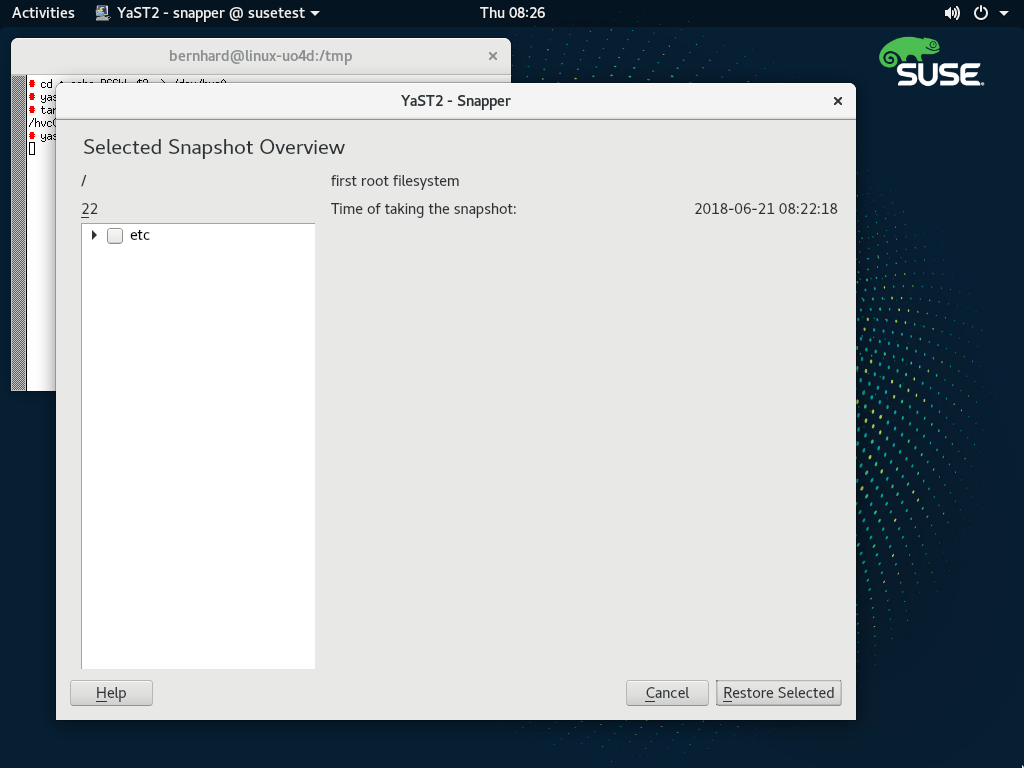 Activities YaST2 - snapper @ susetest Thu 08:26
bernhard@linux-uo4d:/tmp
SUSE
cd
yas
tar
/hvc0
yas
YaST2 - Snapper
Selected Snapshot Overview
/ first root filesystem
22 Time of taking the snapshot: 2018-06-21 08:22:18
etc
Help Cancel Restore Selected